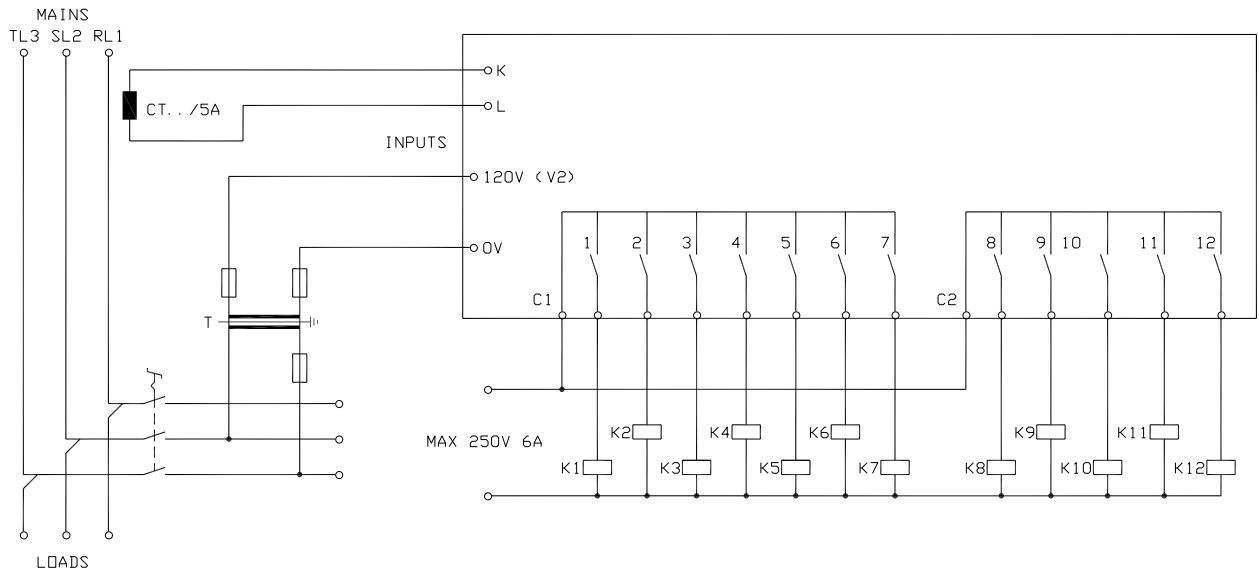 MAINS
TL3 SL2 RL1
K
CT../5A
L
INPUTS
120V (V2)
0V
1 2 3 4 5 6 7 8 9 10 11 12
C1 C2
T
MAX 250V 6A
K2 K4 K6 K9 K11
K1 K3 K5 K7 K8 K10 K12
LOADS